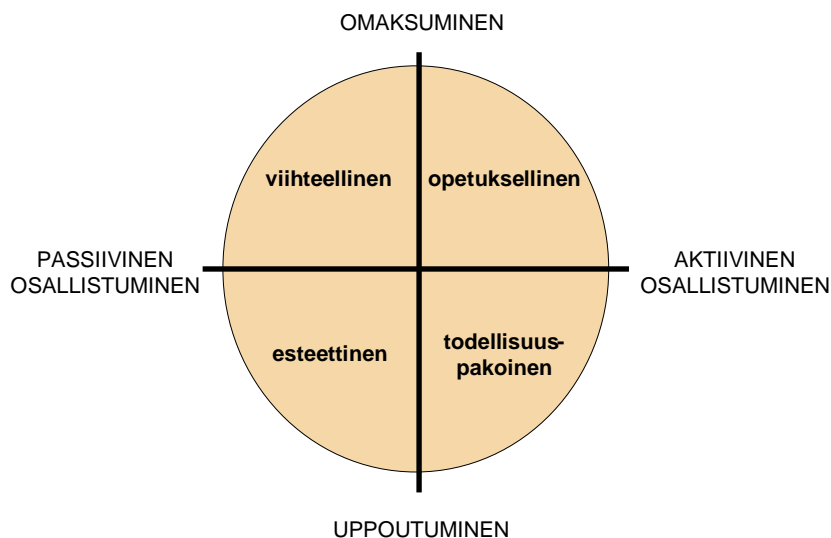 OMAKSUMINEN
viihteellinen
opetuksellinen
PASSIIVINEN
OSALLISTUMINEN
AKTIIVINEN
OSALLISTUMINEN
esteettinen
todellisuus-
pakoinen
UPPOUTUMINEN